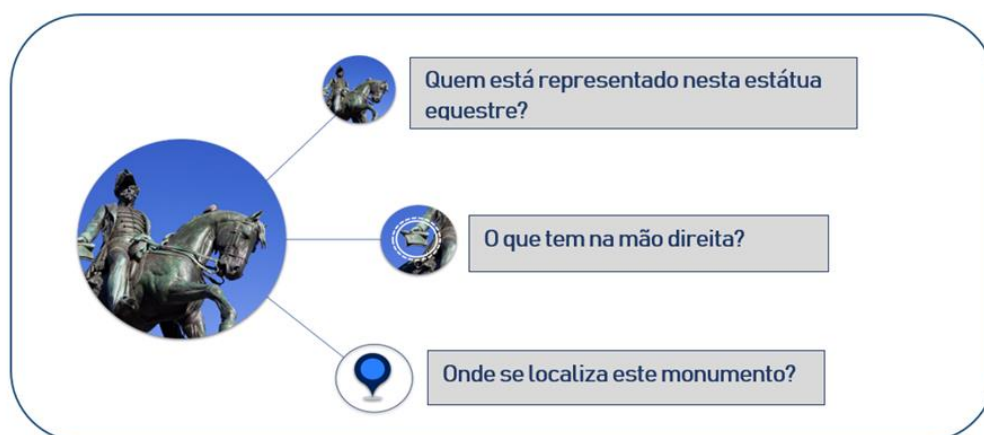 Quem está representado nesta estátua
equestre?
O que tem na mão direita?
Onde se localiza este monumento?